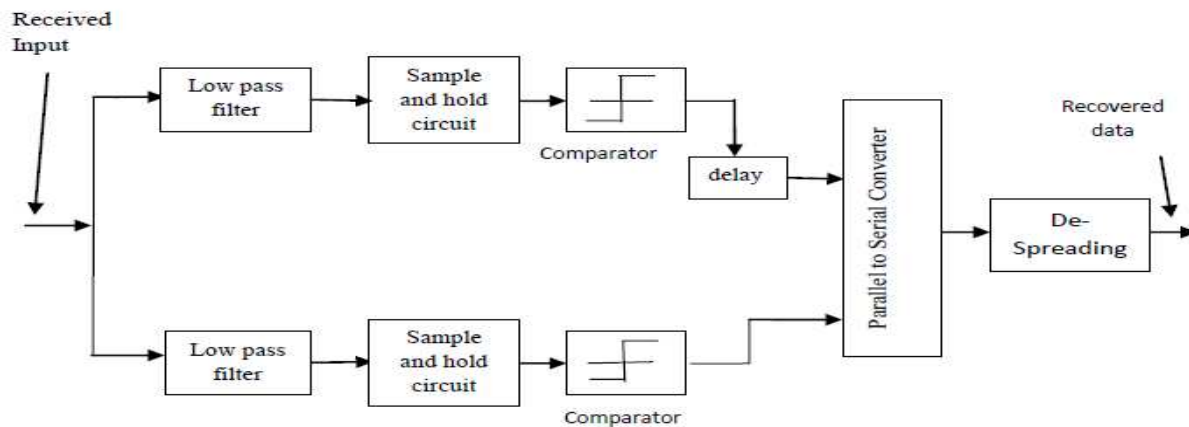 Received
Input
Low pass
filter
Sample
and hold
circuit
Comparator
delay
Parallel to Serial Converter
Recovered
data
De-
Spreading
Low pass
filter
Sample
and hold
circuit
Comparator